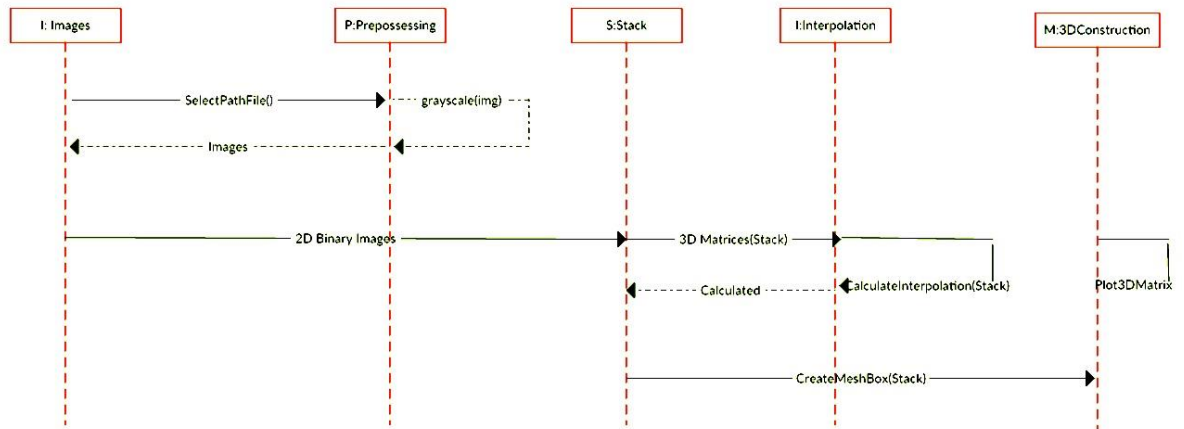 I: Images
P:Prepossessing
S:Stack
I:Interpolation
M:3DConstruction
SelectPathFile()
grayscale(img)
Images
2D Binary Images
3D Matrices(Stack)
Calculated
CalculateInterpolation(Stack)
Plot3DMatrix
CreateMeshBox(Stack)